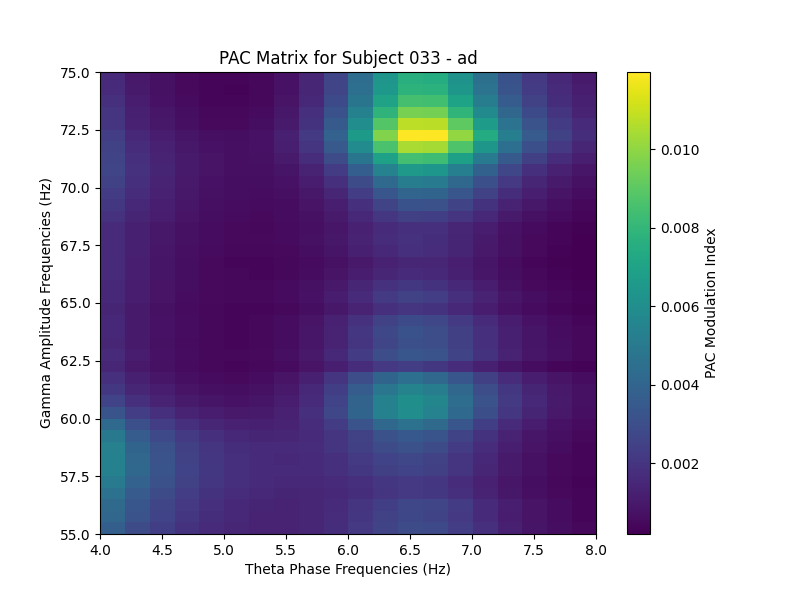 PAC Matrix for Subject 033 - ad
75.0
72.5
70.0
67.5
65.0
62.5
60.0
57.5
55.0
Gamma Amplitude Frequencies (Hz)
4.0 4.5 5.0 5.5 6.0 6.5 7.0 7.5 8.0
Theta Phase Frequencies (Hz)
0.010
0.008
0.006
0.004
0.002
PAC Modulation Index